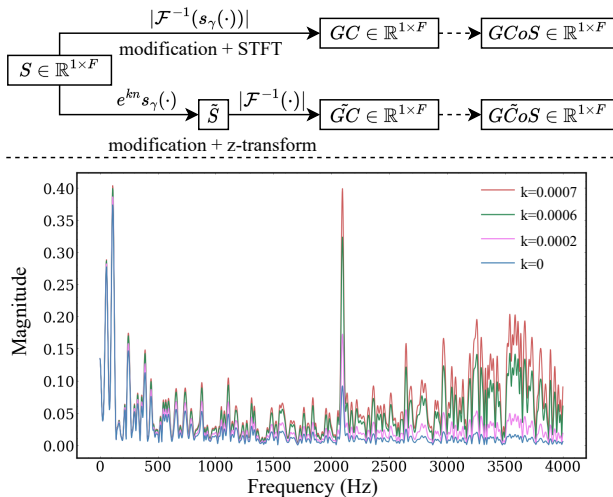 |ℱ⁻¹(s_γ(·))|
modification + STFT
GC ∈ ℝ^{1×F}
GCoS ∈ ℝ^{1×F}
S ∈ ℝ^{1×F}
e^{kn}s_γ(·)
S̃
|ℱ⁻¹(·)|
G̃C ∈ ℝ^{1×F}
GC̃oS ∈ ℝ^{1×F}
modification + z-transform
0.40
0.35
0.30
0.25
0.20
0.15
0.10
0.05
0.00
Magnitude
k=0.0007
k=0.0006
k=0.0002
k=0
0 500 1000 1500 2000 2500 3000 3500 4000
Frequency (Hz)